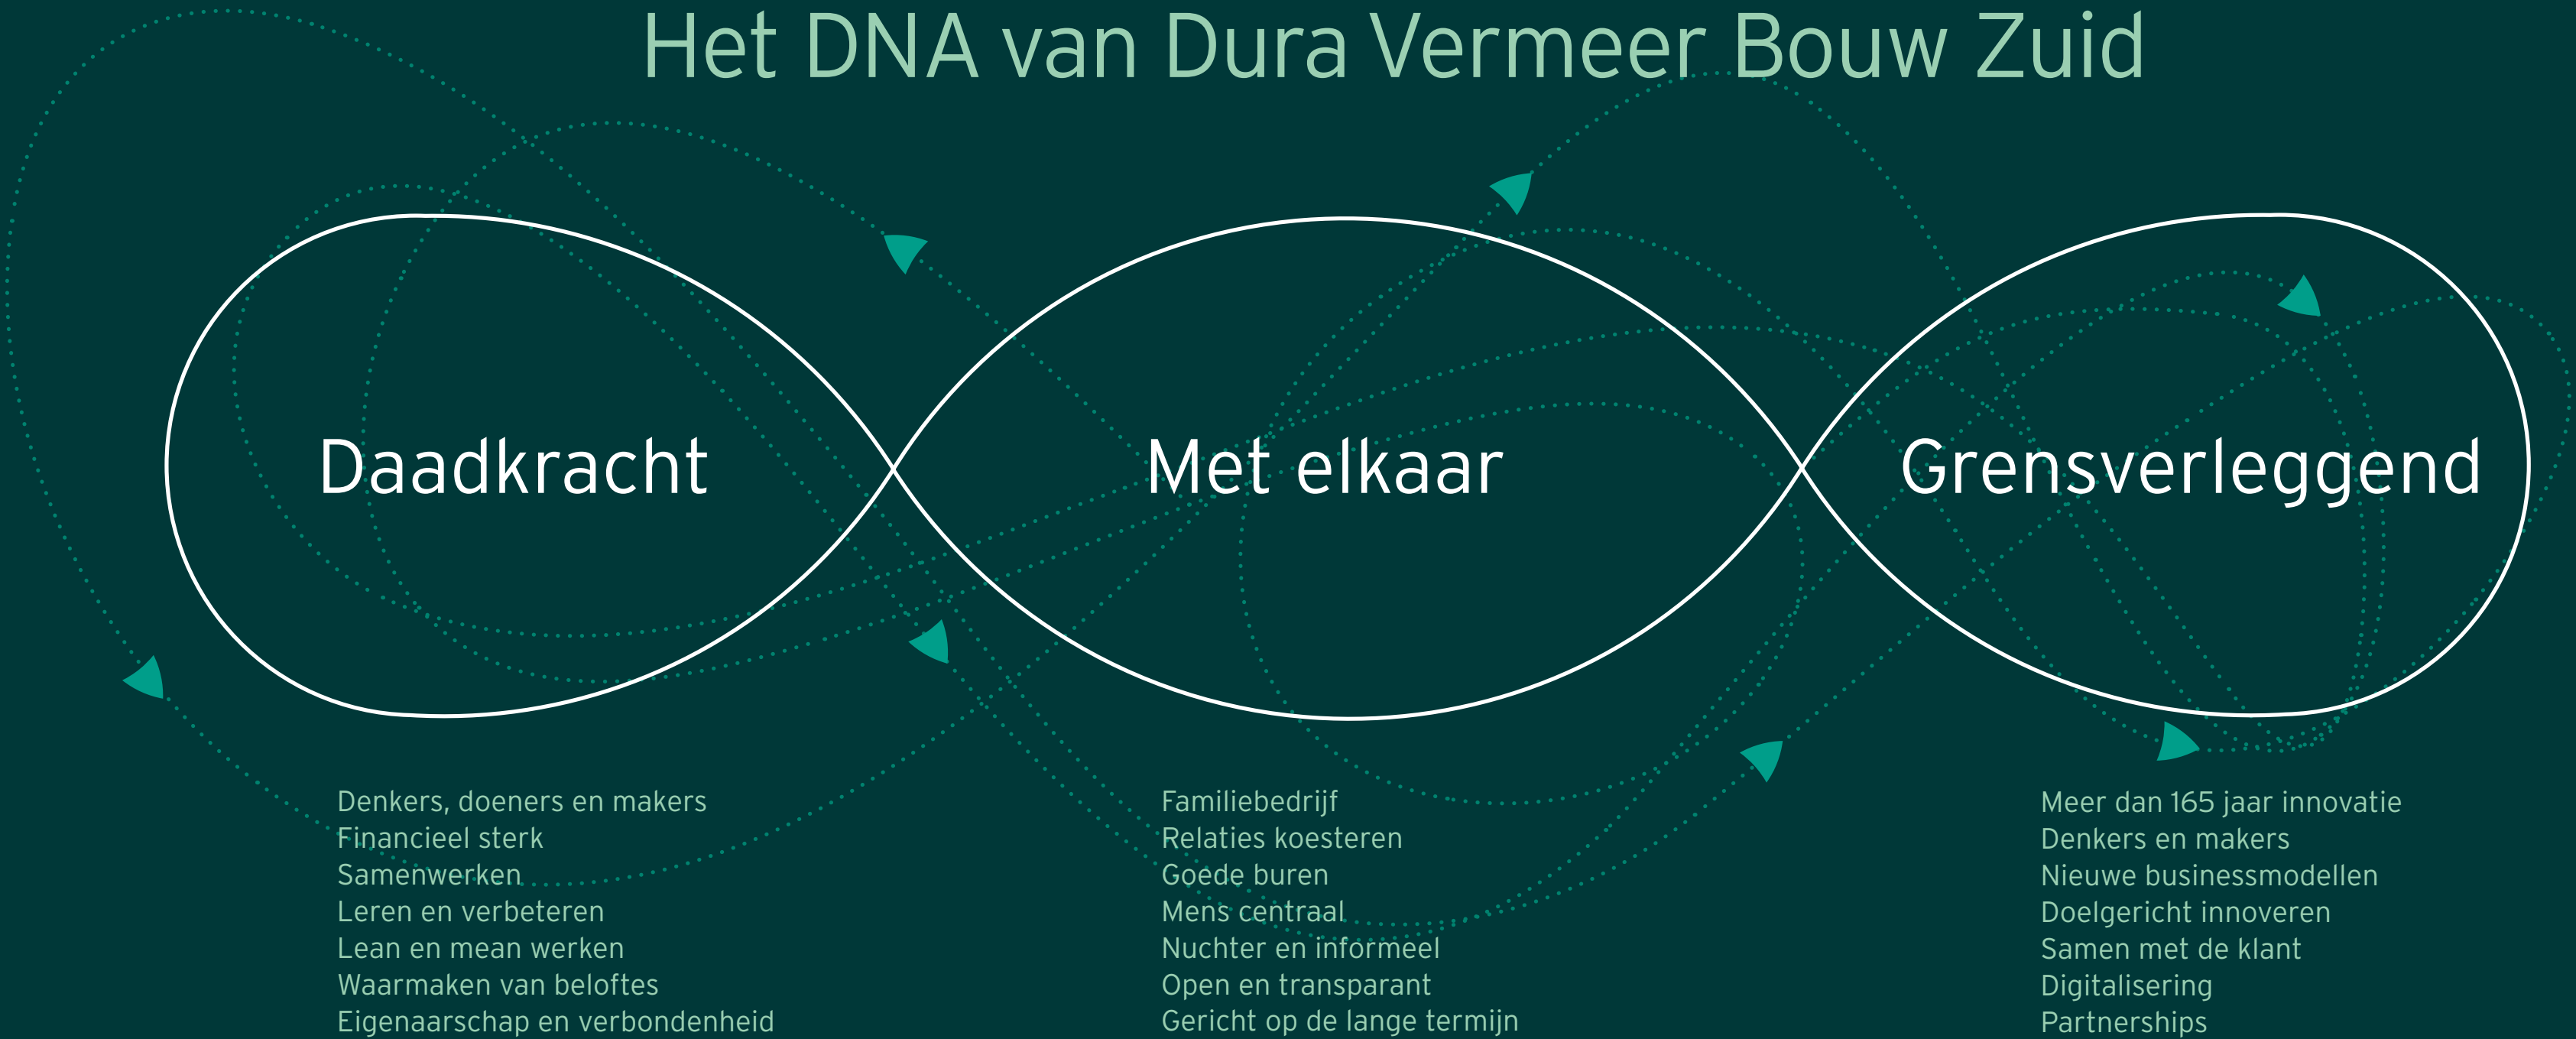 Het DNA van Dura Vermeer Bouw Zuid
Daadkracht
Met elkaar
Grensverleggend
Denkers, doeners en makers
Financieel sterk
Samenwerken
Leren en verbeteren
Lean en mean werken
Waarmaken van beloftes
Eigenaarschap en verbondenheid
Familiebedrijf
Relaties koesteren
Goede buren
Mens centraal
Nuchter en informeel
Open en transparant
Gericht op de lange termijn
Meer dan 165 jaar innovatie
Denkers en makers
Nieuwe businessmodellen
Doelgericht innoveren
Samen met de klant
Digitalisering
Partnerships